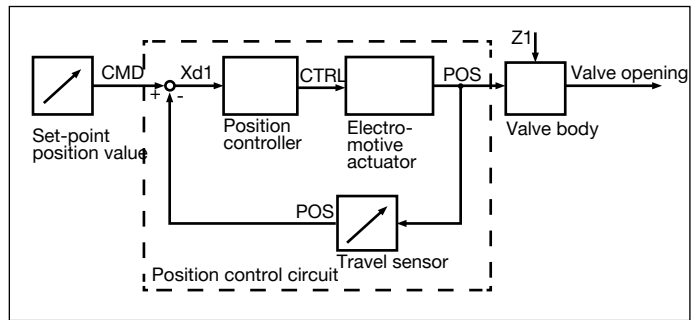 Z1
CMD
Xd1
CTRL
POS
Valve opening
+
-
Set-point
position value
Position
controller
Electro-
motive
actuator
Valve body
POS
Travel sensor
Position control circuit